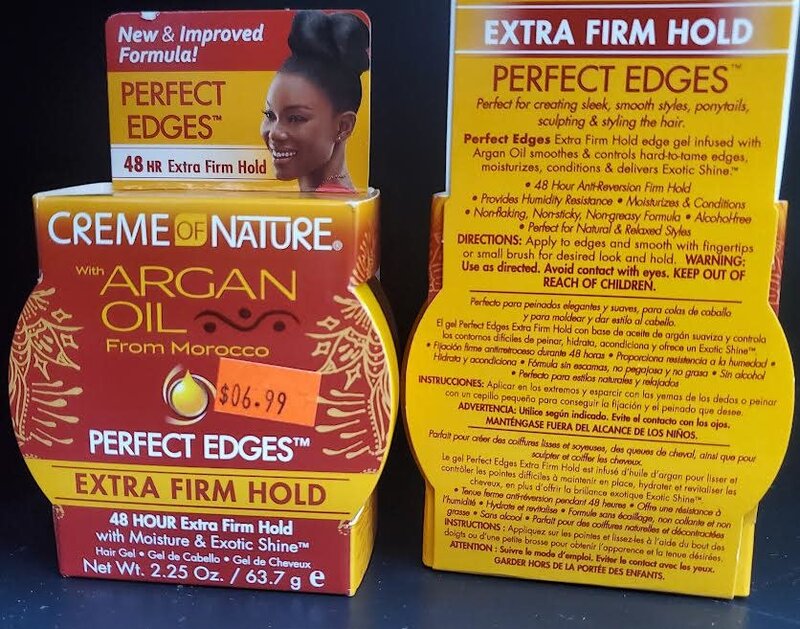 New & Improved
Formula!
PERFECT
EDGES™
48 HR Extra Firm Hold
CREME OF NATURE®
With ARGAN
OIL
From Morocco
$06.99
PERFECT EDGES™
EXTRA FIRM HOLD
48 HOUR Extra Firm Hold
with Moisture & Exotic Shine™
Hair Gel • Gel de Cabello • Gel de Cheveux
Net Wt. 2.25 Oz. / 63.7 g e
EXTRA FIRM HOLD
PERFECT EDGES™
Perfect for creating sleek, smooth styles, ponytails,
sculpting & styling the hair.
Perfect Edges Extra Firm Hold edge gel infused with
Argan Oil smoothes & controls hard-to-tame edges,
moisturizes, conditions & delivers Exotic Shine™.
• 48 Hour Anti-Reversion Firm Hold
• Provides Humidity Resistance • Moisturizes & Conditions
• Non-flaking, Non-sticky, Non-greasy Formula • Alcohol-free
• Perfect for Natural & Relaxed Styles
DIRECTIONS: Apply to edges and smooth with fingertips
or small brush for desired look and hold. WARNING:
Use as directed. Avoid contact with eyes. KEEP OUT OF
REACH OF CHILDREN.
Perfecto para peinados elegantes y suaves, para colas de caballo
y para moldear y dar estilo al cabello.
El gel Perfect Edges Extra Firm Hold con base de aceite de argán suaviza y controla
los contornos difíciles de peinar, hidrata, acondiciona y ofrece un Exotic Shine™
• Fijación firme antirretroceso durante 48 horas • Proporciona resistencia a la humedad •
Hidrata y acondiciona • Fórmula sin escamas, no pegajosa y no grasa • Sin alcohol
• Perfecto para estilos naturales y relajados
INSTRUCCIONES: Aplicar en los extremos y esparcir con las yemas de los dedos o peinar
con un cepillo pequeño para conseguir la fijación y el peinado que desee.
ADVERTENCIA: Utilice según indicado. Evite el contacto con los ojos.
MANTÉNGASE FUERA DEL ALCANCE DE LOS NIÑOS.
Parfait pour créer des coiffures lisses et soyeuses, des queues de cheval, ainsi que pour
sculpter et coiffer les cheveux.
Le gel Perfect Edges Extra Firm Hold est infusé d'huile d'argan pour lisser et
contrôler les pointes difficiles à maintenir en place, hydrater et revitaliser les
cheveux, en plus d'offrir la brillance exotique Exotic Shine™
• Tenue ferme anti-réversion pendant 48 heures • Offre une résistance à
l'humidité • Hydrate et revitalise • Formule sans écaillage, non collante et non
grasse • Sans alcool • Parfait pour des coiffures naturelles et décontractées
INSTRUCTIONS : Appliquez sur les pointes et lissez-les à l'aide du bout des
doigts ou d'une petite brosse pour obtenir l'apparence et la tenue désirées.
ATTENTION : Suivre le mode d'emploi. Eviter le contact avec les yeux.
GARDER HORS DE LA PORTÉE DES ENFANTS.